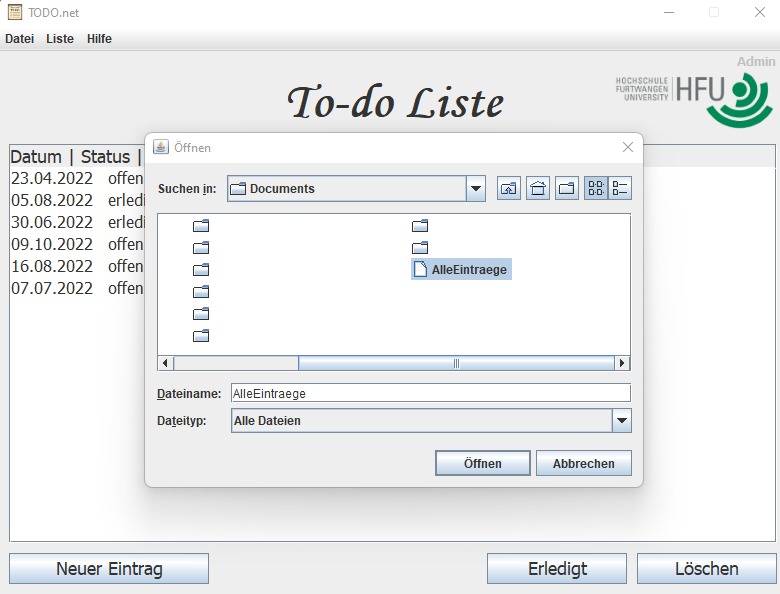 TODO.net
Datei Liste Hilfe
Admin
To-do Liste
HOCHSCHULE
FURTWANGEN
UNIVERSITY
HFU
Datum | Status |
23.04.2022 offen
05.08.2022 erledi
30.06.2022 erledi
09.10.2022 offen
16.08.2022 offen
07.07.2022 offen
Öffnen
Suchen in: Documents
AlleEintraege
Dateiname: AlleEintraege
Dateityp: Alle Dateien
Öffnen Abbrechen
Neuer Eintrag Erledigt Löschen